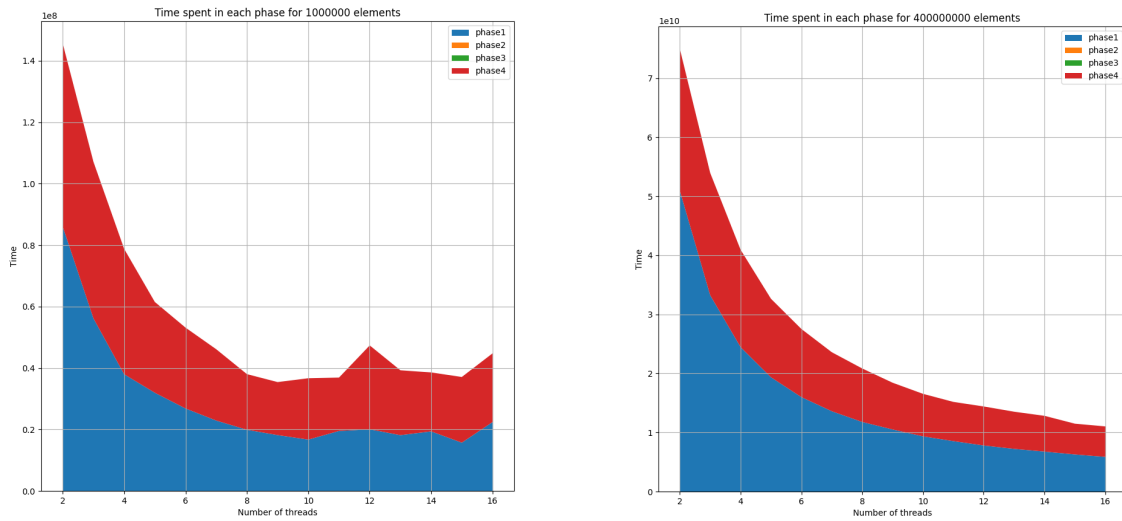 Time spent in each phase for 1000000 elements
1e8
phase1
phase2
phase3
phase4
1.4
1.2
1.0
0.8
0.6
0.4
0.2
0.0
Time
2 4 6 8 10 12 14 16
Number of threads
Time spent in each phase for 400000000 elements
1e10
phase1
phase2
phase3
phase4
7
6
5
4
3
2
1
0
Time
2 4 6 8 10 12 14 16
Number of threads